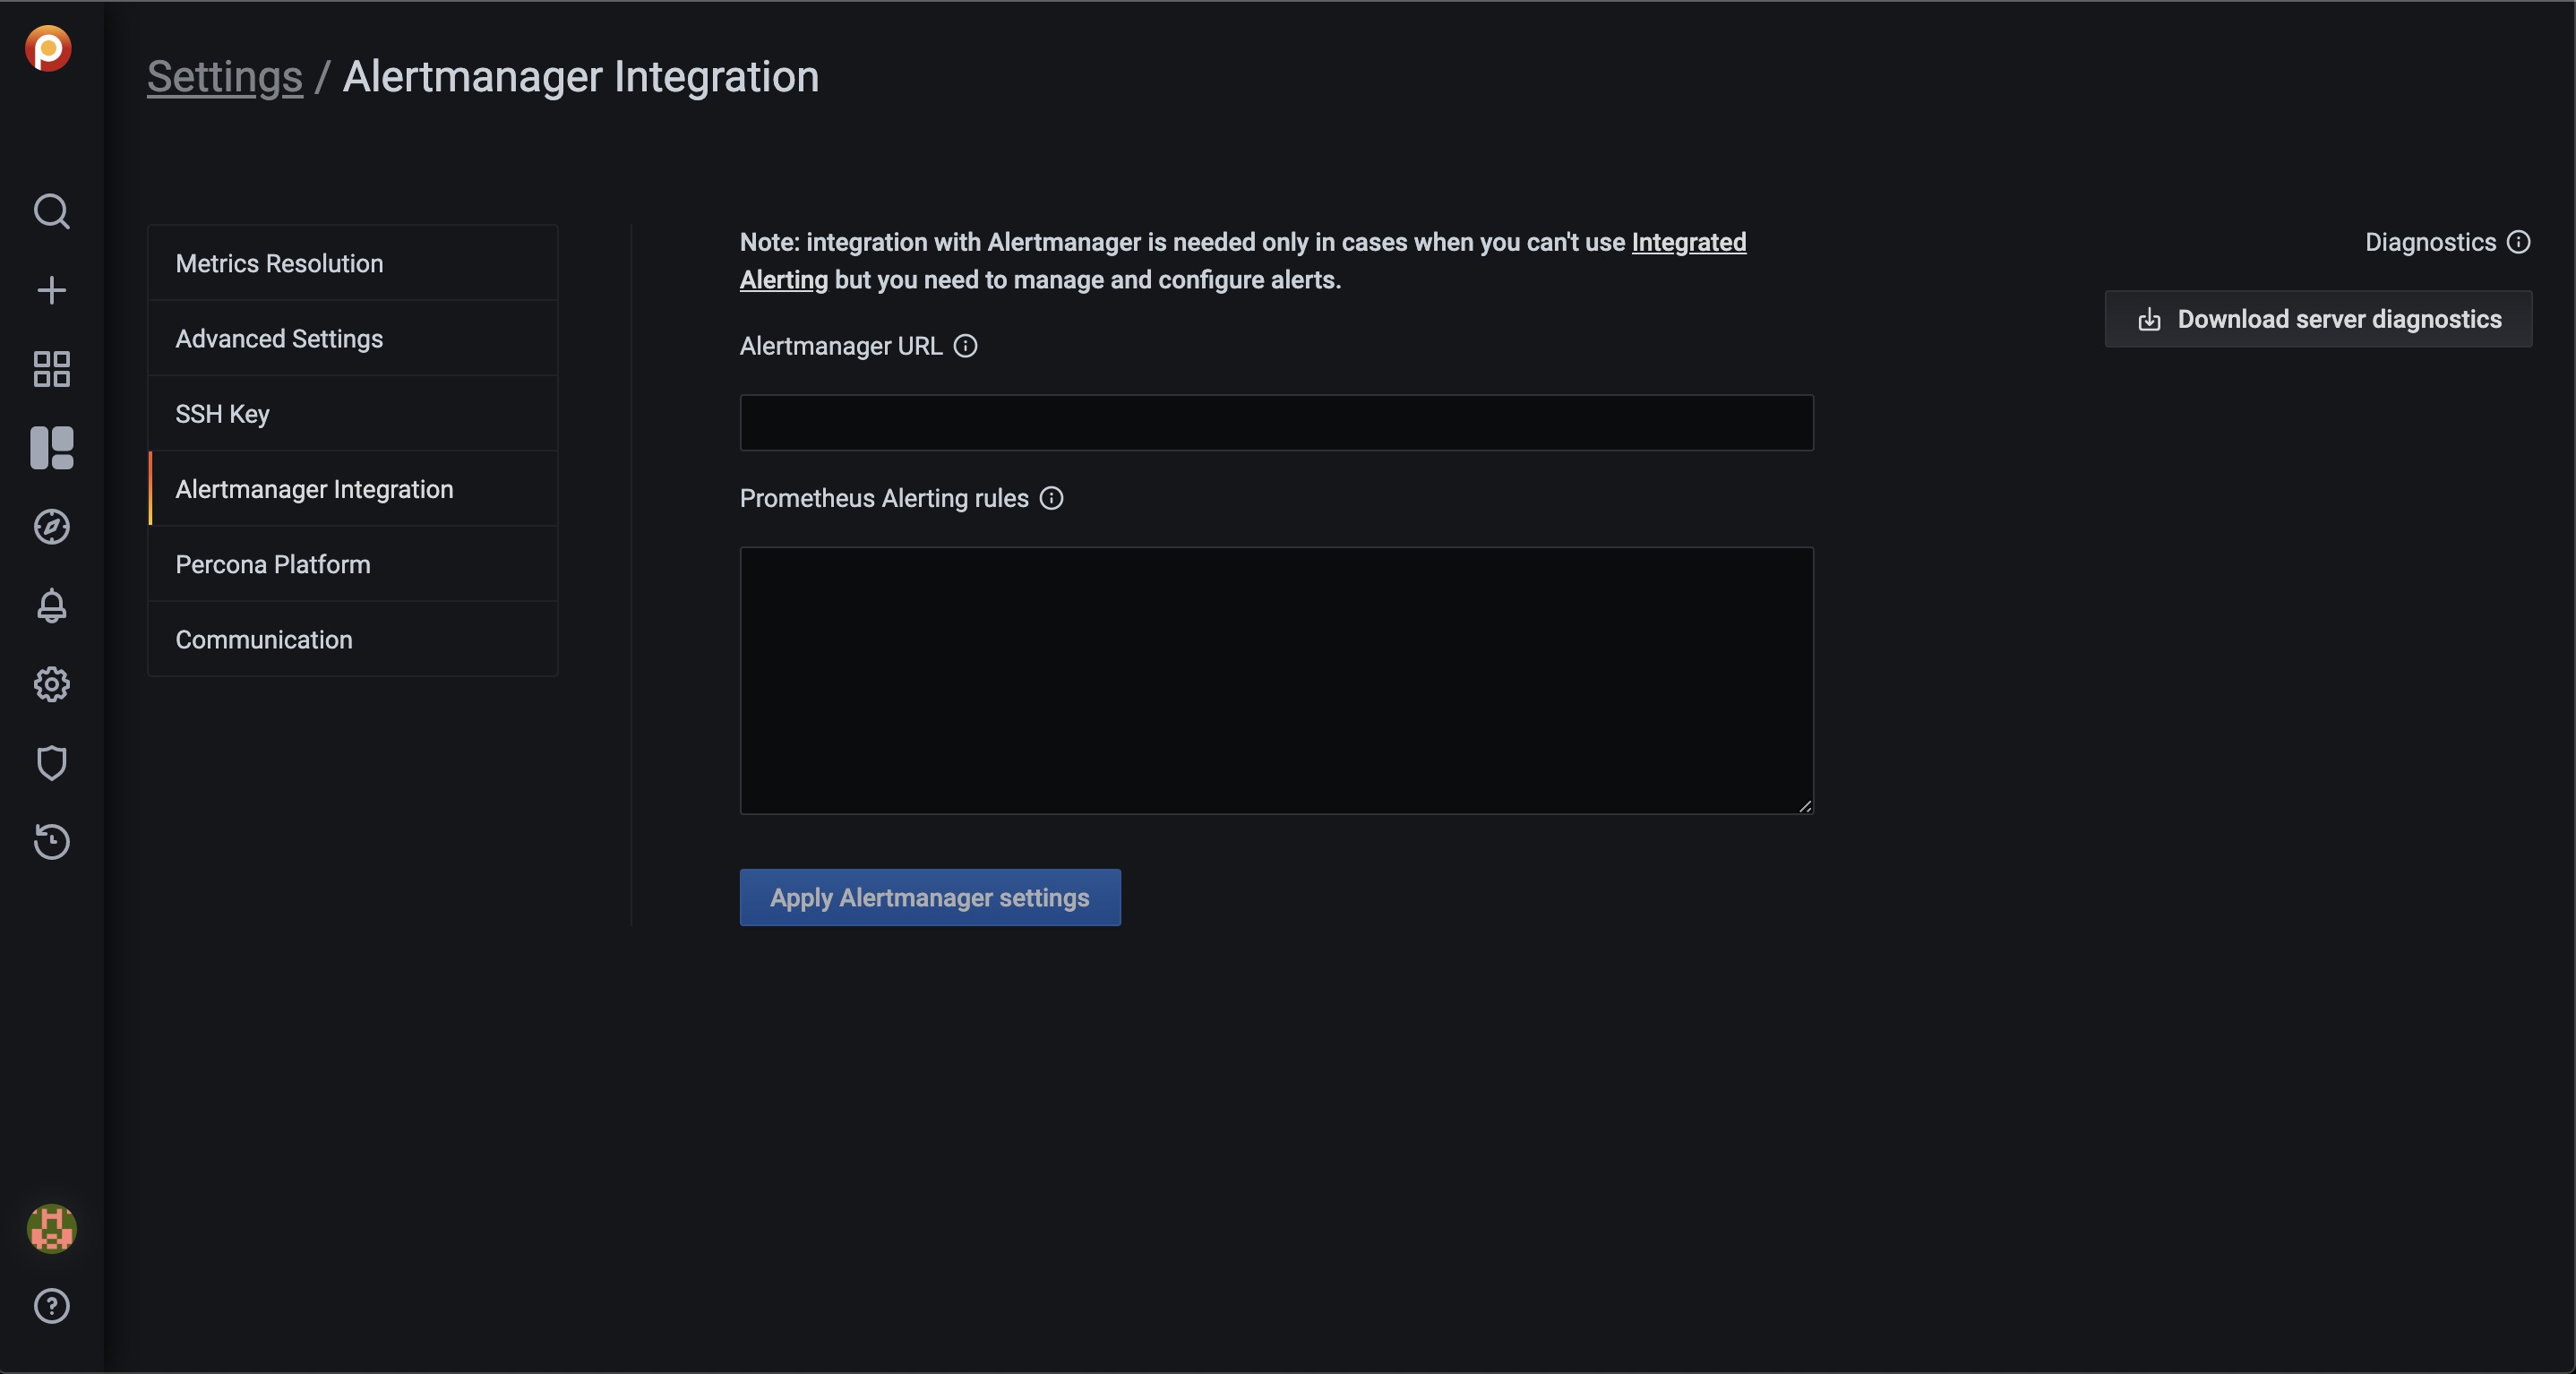 Settings / Alertmanager Integration
Metrics Resolution
Advanced Settings
SSH Key
Alertmanager Integration
Percona Platform
Communication
Note: integration with Alertmanager is needed only in cases when you can't use Integrated
Alerting but you need to manage and configure alerts.
Alertmanager URL
Prometheus Alerting rules
Apply Alertmanager settings
Diagnostics
Download server diagnostics